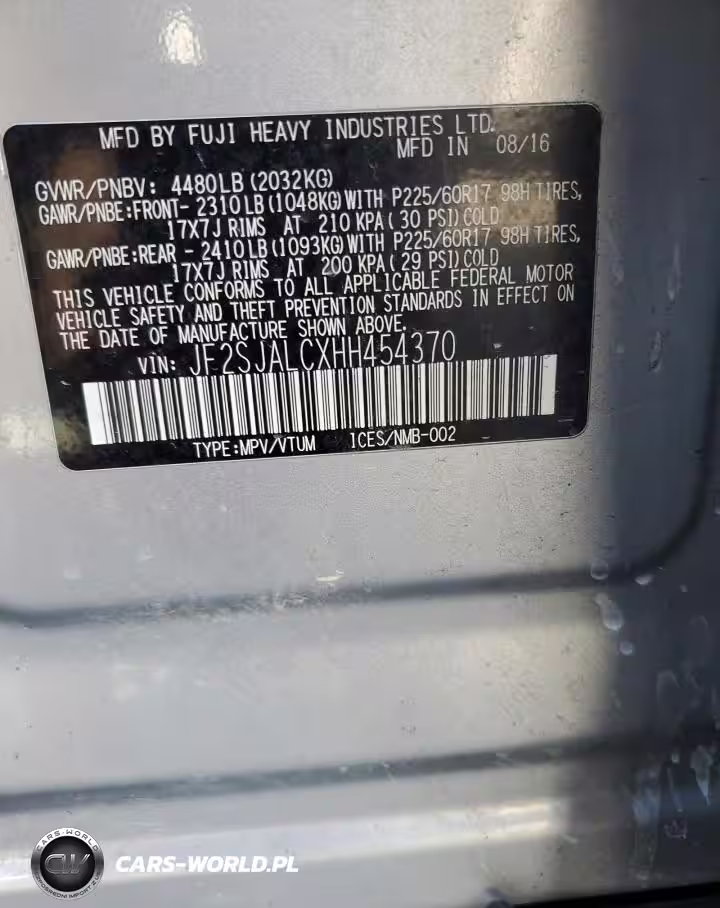 MFD BY FUJI HEAVY INDUSTRIES LTD.
MFD IN 08/16
GVWR/PNBV: 4480LB(2032KG)
GAWR/PNBE:FRONT- 2310LB(1048KG)WITH P225/60R17 98H TIRES,
17X7J RIMS AT 210 KPA(30 PSI)COLD
GAWR/PNBE:REAR - 2410LB(1093KG)WITH P225/60R17 98H TIRES,
17X7J RIMS AT 200 KPA(29 PSI)COLD
THIS VEHICLE CONFORMS TO ALL APPLICABLE FEDERAL MOTOR
VEHICLE SAFETY AND THEFT PREVENTION STANDARDS IN EFFECT ON
THE DATE OF MANUFACTURE SHOWN ABOVE.
VIN: JF2SJALCXHH454370
TYPE:MPV/VTUM ICES/NMB-002
CARS-WORLD
CW
CARS-WORLD.PL